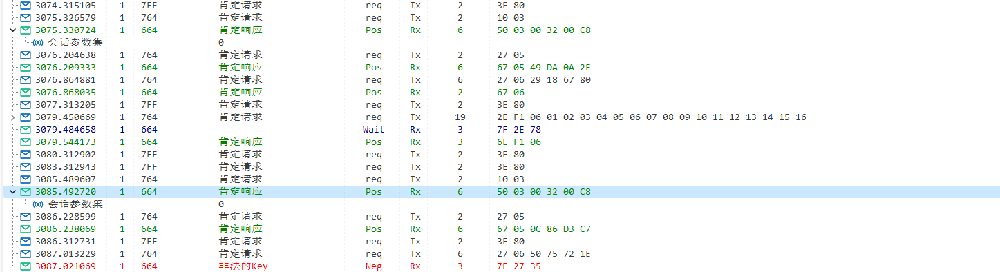 3074.315105 1 7FF 肯定请求 req Tx 2 3E 80
3075.326579 1 764 肯定请求 req Tx 2 10 03
3075.330724 1 664 肯定响应 Pos Rx 6 50 03 00 32 00 C8
会话参数集 0
3076.204638 1 764 肯定请求 req Tx 2 27 05
3076.209333 1 664 肯定响应 Pos Rx 6 67 05 49 DA 0A 2E
3076.864881 1 764 肯定请求 req Tx 6 27 06 29 18 67 80
3076.868035 1 664 肯定响应 Pos Rx 2 67 06
3077.313205 1 7FF 肯定请求 req Tx 2 3E 80
3079.450669 1 764 肯定请求 req Tx 19 2E F1 06 01 02 03 04 05 06 07 08 09 10 11 12 13 14 15 16
3079.484658 1 664 Wait Rx 3 7F 2E 78
3079.544173 1 664 肯定响应 Pos Rx 3 6E F1 06
3080.312902 1 7FF 肯定请求 req Tx 2 3E 80
3083.312943 1 7FF 肯定请求 req Tx 2 3E 80
3085.489607 1 764 肯定请求 req Tx 2 10 03
3085.492720 1 664 肯定响应 Pos Rx 6 50 03 00 32 00 C8
会话参数集 0
3086.228599 1 764 肯定请求 req Tx 2 27 05
3086.238069 1 664 肯定响应 Pos Rx 6 67 05 0C 86 D3 C7
3086.312731 1 7FF 肯定请求 req Tx 2 3E 80
3087.013229 1 764 肯定请求 req Tx 6 27 06 50 75 72 1E
3087.021069 1 664 非法的Key Neg Rx 3 7F 27 35